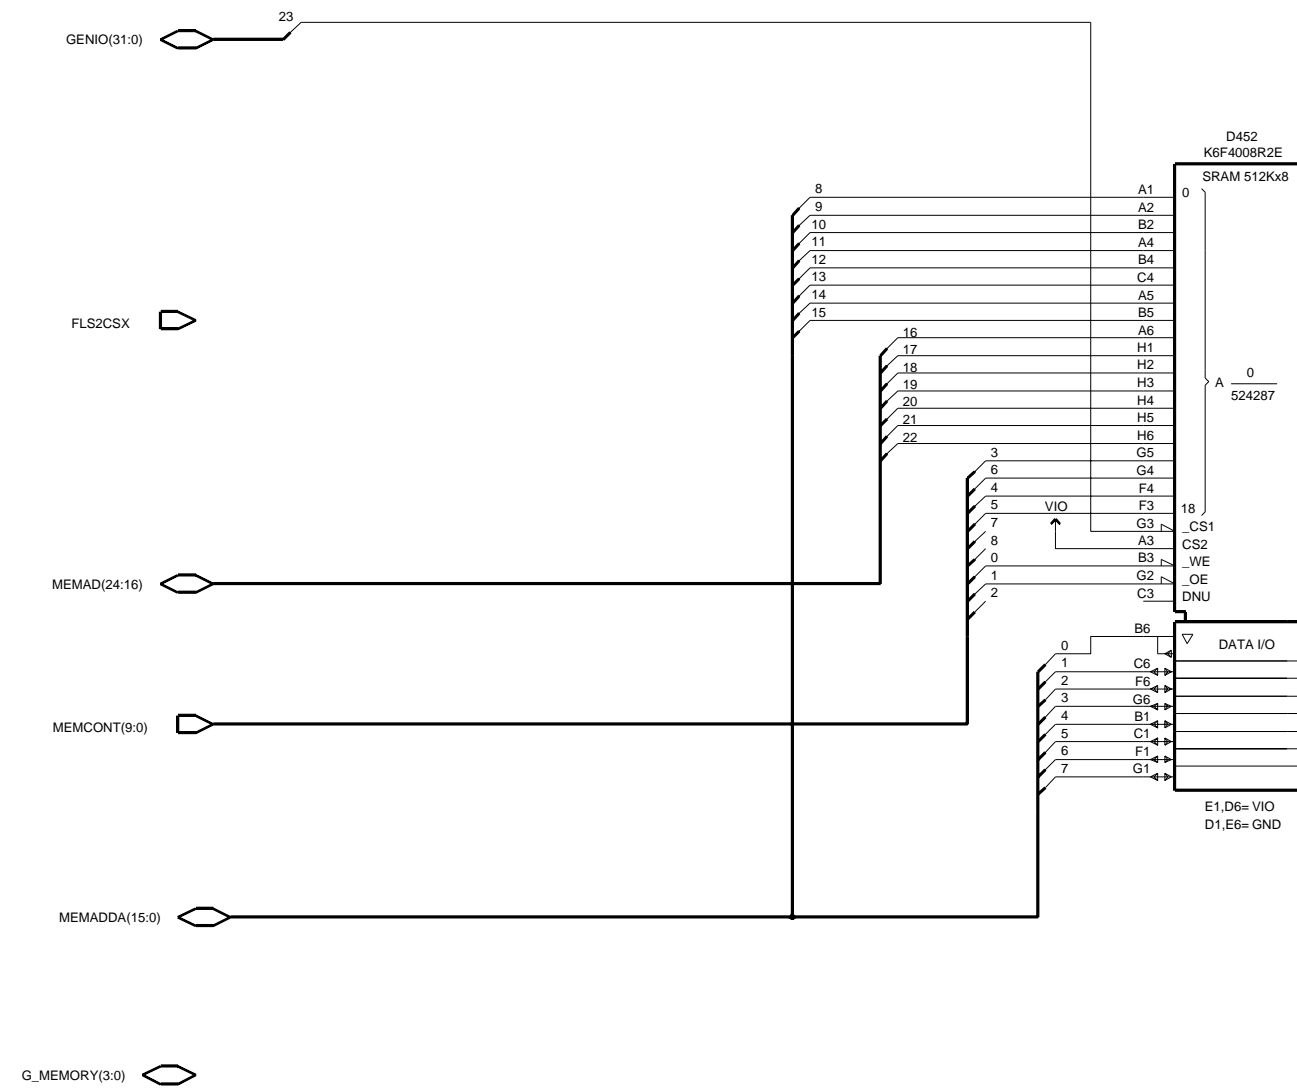 23
GENIO(31:0)
D452
K6F4008R2E
SRAM 512Kx8
8 A1 0
9 A2
10 B2
11 A4
12 B4
13 C4
14 A5
FLS2CSX
15 B5
16 A6
17 H1
18 H2
19 H3
A 0
524287
20 H4
21 H5
22 H6
3 G5
6 G4
4 F4
5 VIO F3 18
7 G3 _CS1
8 A3 CS2
0 B3 _WE
1 G2 _OE
MEMAD(24:16)
2 C3 DNU
B6
0 DATA I/O
1 C6
2 F6
3 G6
4 B1
MEMCONT(9:0)
5 C1
6 F1
7 G1
E1,D6= VIO
D1,E6= GND
MEMADDA(15:0)
G_MEMORY(3:0)